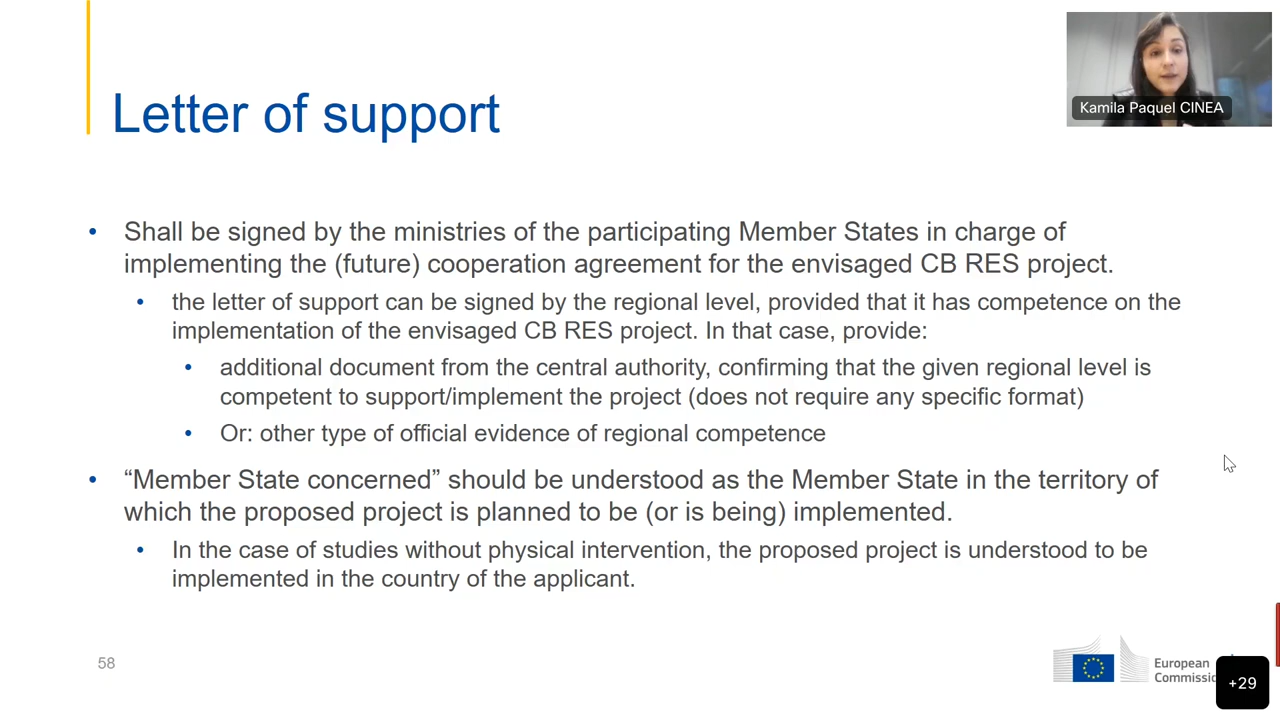 Kamila Paquel CINEA
Letter of support
• Shall be signed by the ministries of the participating Member States in charge of
implementing the (future) cooperation agreement for the envisaged CB RES project.
• the letter of support can be signed by the regional level, provided that it has competence on the
implementation of the envisaged CB RES project. In that case, provide:
• additional document from the central authority, confirming that the given regional level is
competent to support/implement the project (does not require any specific format)
• Or: other type of official evidence of regional competence
• “Member State concerned” should be understood as the Member State in the territory of
which the proposed project is planned to be (or is being) implemented.
• In the case of studies without physical intervention, the proposed project is understood to be
implemented in the country of the applicant.
58
European
Commissi
+29